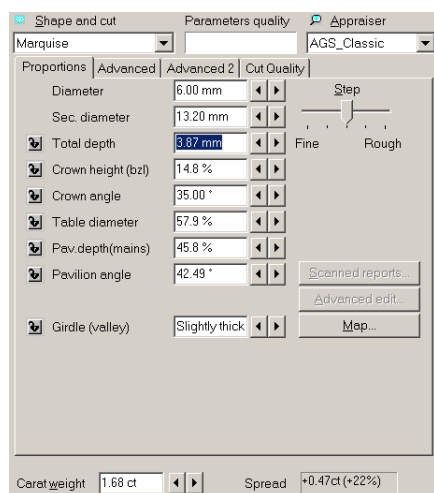 Shape and cut Parameters quality Appraiser
Marquise AGS_Classic
Proportions Advanced Advanced 2 Cut Quality
Diameter 6.00 mm Step
Sec. diameter 13.20 mm
Total depth 3.87 mm Fine Rough
Crown height (bzl) 14.8 %
Crown angle 35.00 °
Table diameter 57.9 %
Pav.depth(mains) 45.8 %
Pavilion angle 42.49 ° Scanned reports...
Advanced edit...
Girdle (valley) Slightly thick Map...
Carat weight 1.68 ct Spread +0.47ct (+22%)